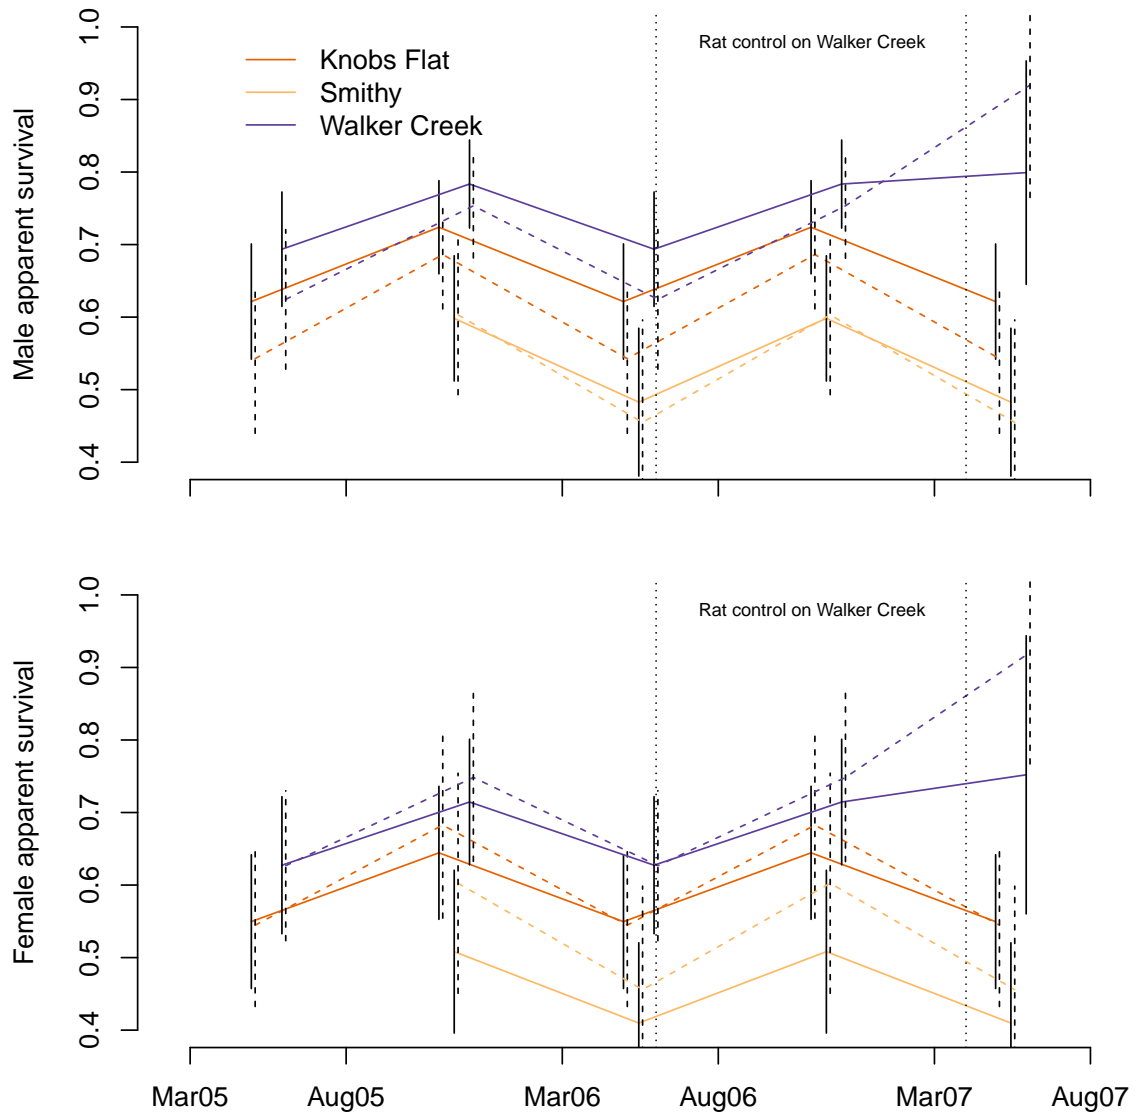 Male apparent survival
1.0
0.9
0.8
0.7
0.6
0.5
0.4
Knobs Flat
Smithy
Walker Creek
Rat control on Walker Creek
Female apparent survival
1.0
0.9
0.8
0.7
0.6
0.5
0.4
Rat control on Walker Creek
Mar05 Aug05 Mar06 Aug06 Mar07 Aug07